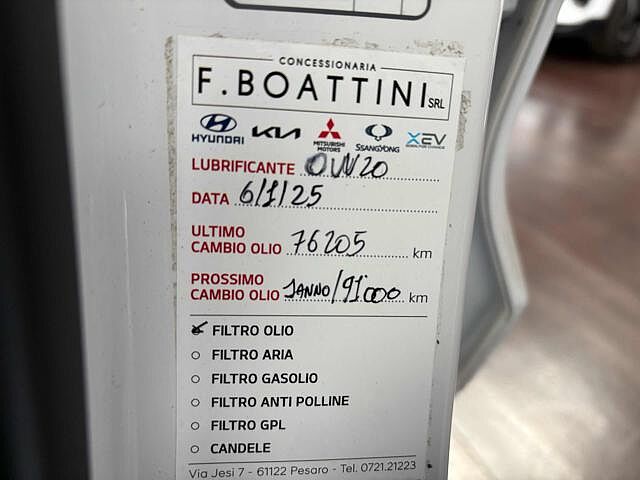 CONCESSIONARIA
F.BOATTINI SRL
HYUNDAI KIA MITSUBISHI MOTORS SSANGYONG XEV
LUBRIFICANTE 0W20
DATA 6/1/25
ULTIMO
CAMBIO OLIO 76205 km
PROSSIMO
CAMBIO OLIO 1ANNO/91'000 km
FILTRO OLIO
FILTRO ARIA
FILTRO GASOLIO
FILTRO ANTI POLLINE
FILTRO GPL
CANDELE
Via Jesi 7 - 61122 Pesaro - Tel. 0721.21223